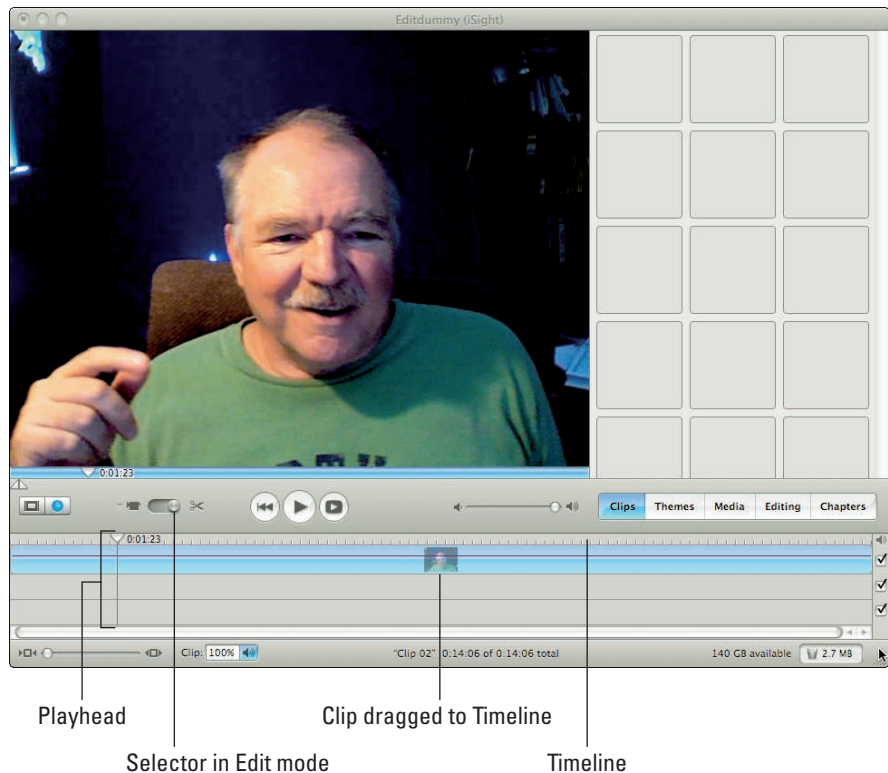 Editdummy (iSight)
0:01:23
Clips Themes Media Editing Chapters
0:01:23
Clip: 100% "Clip 02" 0:14:06 of 0:14:06 total 140 GB available 2.7 MB
Playhead Clip dragged to Timeline
Selector in Edit mode Timeline